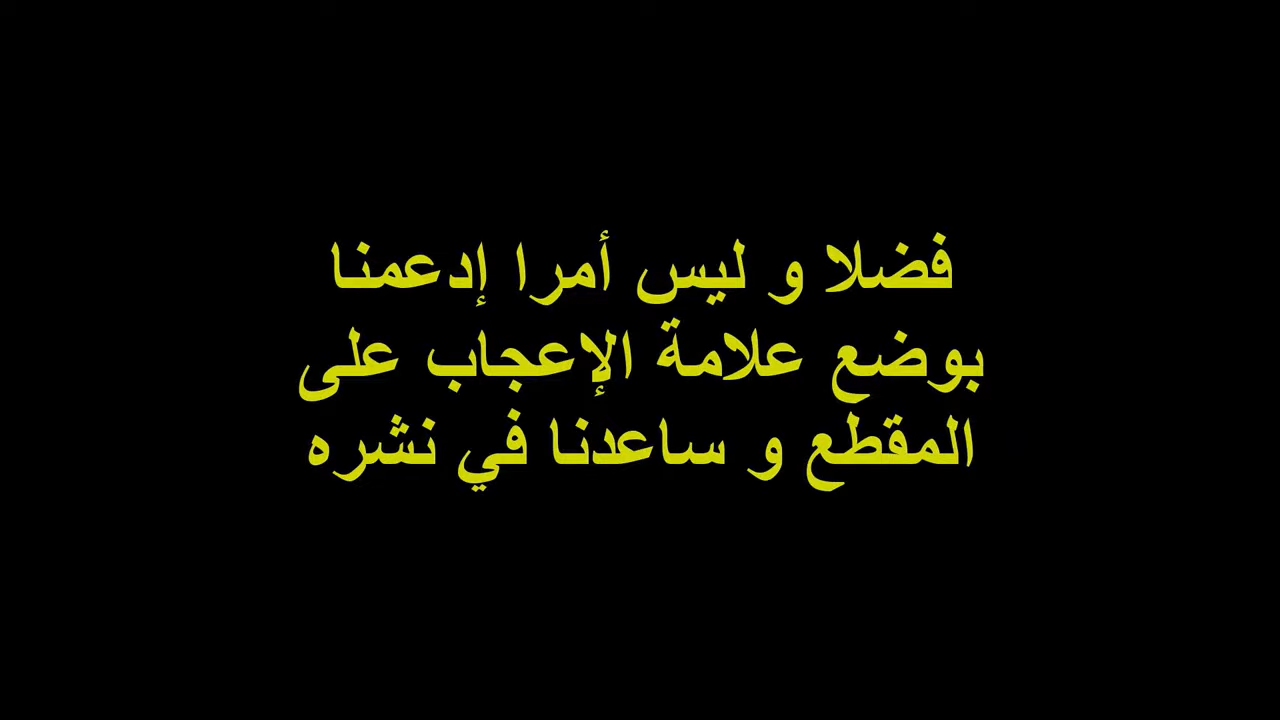 فضلا و ليس أمرا إدعمنا
بوضع علامة الإعجاب على
المقطع و ساعدنا في نشره